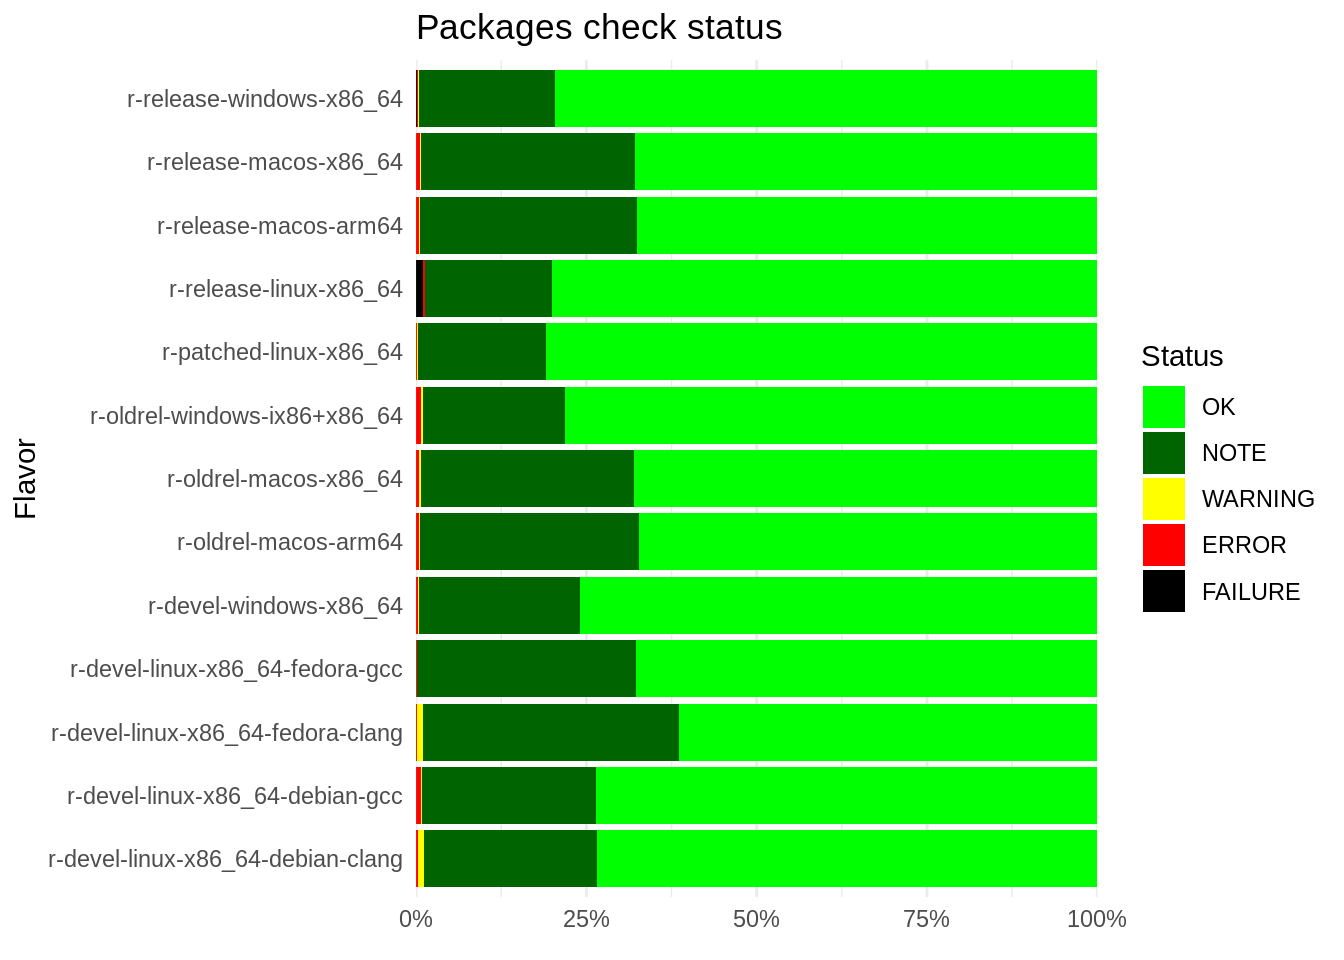 Packages check status
r-release-windows-x86_64
r-release-macos-x86_64
r-release-macos-arm64
r-release-linux-x86_64
r-patched-linux-x86_64
r-oldrel-windows-ix86+x86_64
r-oldrel-macos-x86_64
r-oldrel-macos-arm64
r-devel-windows-x86_64
r-devel-linux-x86_64-fedora-gcc
r-devel-linux-x86_64-fedora-clang
r-devel-linux-x86_64-debian-gcc
r-devel-linux-x86_64-debian-clang
Flavor
0% 25% 50% 75% 100%
Status
OK
NOTE
WARNING
ERROR
FAILURE